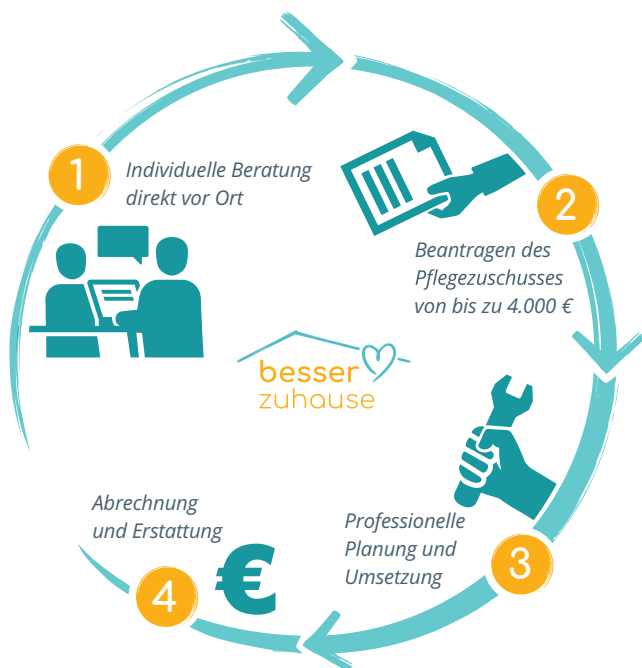 1
Individuelle Beratung
direkt vor Ort
2
Beantragen des
Pflegezuschusses
von bis zu 4.000 €
besser
zuhause
3
Professionelle
Planung und
Umsetzung
4
Abrechnung
und Erstattung
€